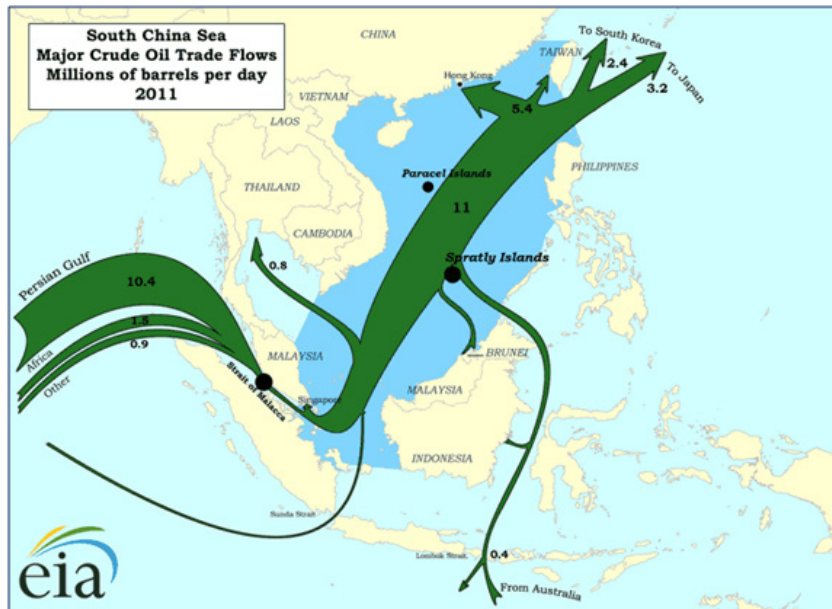 South China Sea
Major Crude Oil Trade Flows
Millions of barrels per day
2011
CHINA
TAIWAN
To South Korea
2.4
To Japan
3.2
Hong Kong
5.4
VIETNAM
LAOS
Paracel Islands
PHILIPPINES
THAILAND
11
CAMBODIA
Spratly Islands
0.8
Persian Gulf
10.4
1.5
Africa
0.9
Other
MALAYSIA
BRUNEI
Strait of Malacca
Singapore
MALAYSIA
INDONESIA
Sunda Strait
Lombok Strait
0.4
From Australia
eia